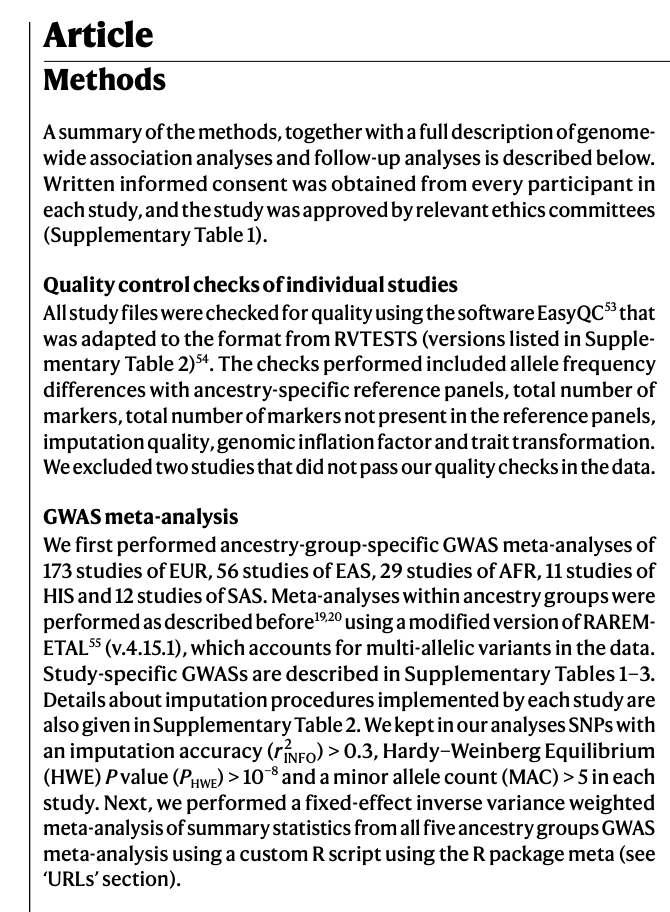 Article
Methods
A summary of the methods, together with a full description of genome-
wide association analyses and follow-up analyses is described below.
Written informed consent was obtained from every participant in
each study, and the study was approved by relevant ethics committees
(Supplementary Table 1).
Quality control checks of individual studies
All study files were checked for quality using the software EasyQC⁵³ that
was adapted to the format from RVTESTS (versions listed in Supple-
mentary Table 2)⁵⁴. The checks performed included allele frequency
differences with ancestry-specific reference panels, total number of
markers, total number of markers not present in the reference panels,
imputation quality, genomic inflation factor and trait transformation.
We excluded two studies that did not pass our quality checks in the data.
GWAS meta-analysis
We first performed ancestry-group-specific GWAS meta-analyses of
173 studies of EUR, 56 studies of EAS, 29 studies of AFR, 11 studies of
HIS and 12 studies of SAS. Meta-analyses within ancestry groups were
performed as described before¹⁹,²⁰ using a modified version of RAREM-
ETAL⁵⁵ (v.4.15.1), which accounts for multi-allelic variants in the data.
Study-specific GWASs are described in Supplementary Tables 1–3.
Details about imputation procedures implemented by each study are
also given in Supplementary Table 2. We kept in our analyses SNPs with
an imputation accuracy (r²_INFO) > 0.3, Hardy–Weinberg Equilibrium
(HWE) P value (P_HWE) > 10⁻⁸ and a minor allele count (MAC) > 5 in each
study. Next, we performed a fixed-effect inverse variance weighted
meta-analysis of summary statistics from all five ancestry groups GWAS
meta-analysis using a custom R script using the R package meta (see
‘URLs’ section).